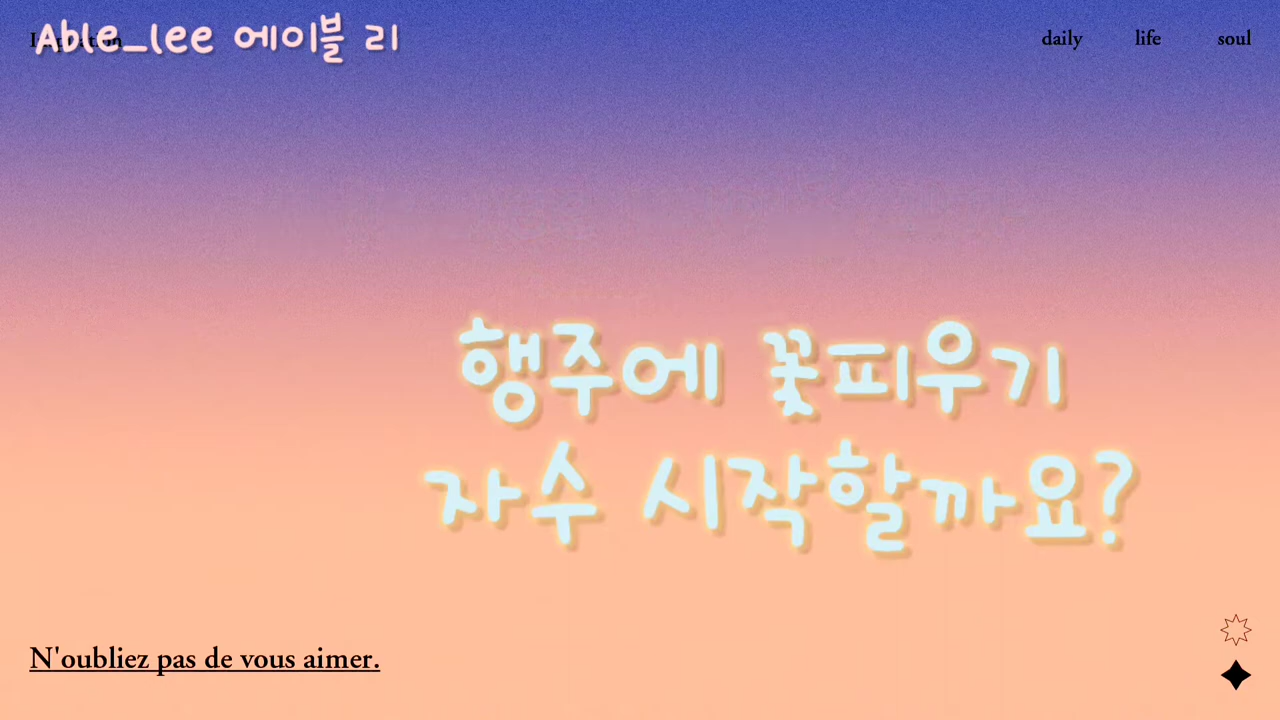 Able_lee 에이블 리
daily life soul
행주에 꽃피우기
자수 시작할까요?
N'oubliez pas de vous aimer.